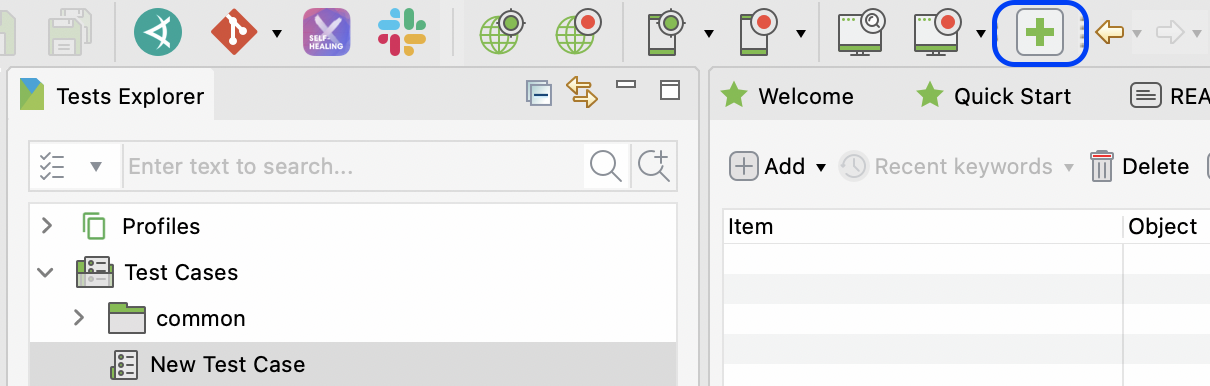 SELF-
HEALING
Tests Explorer
Welcome
Quick Start
REA
Enter text to search...
Add
Recent keywords
Delete
Profiles
Item
Object
Test Cases
common
New Test Case